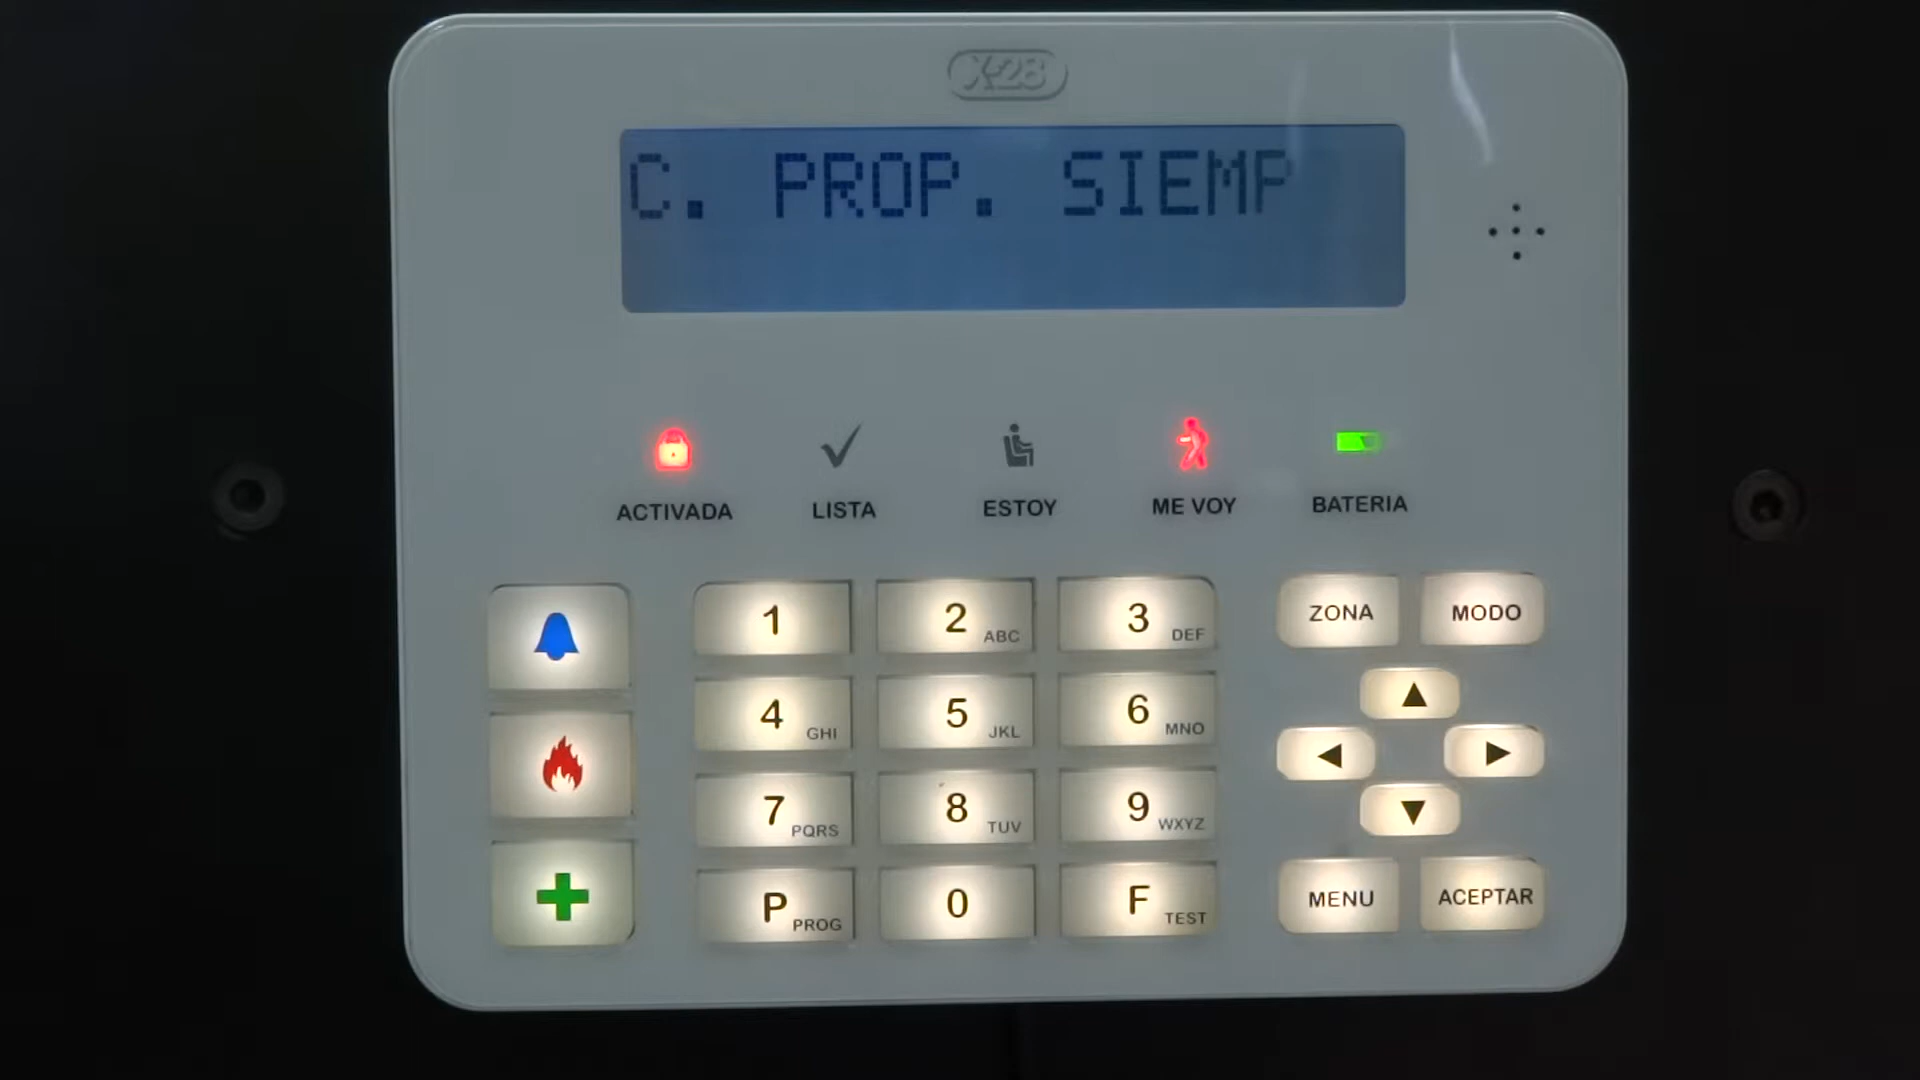 X-28
C. PROP. SIEMP
ACTIVADA LISTA ESTOY ME VOY BATERIA
1 2 ABC 3 DEF ZONA MODO
4 GHI 5 JKL 6 MNO
7 PQRS 8 TUV 9 WXYZ
P PROG 0 F TEST MENU ACEPTAR